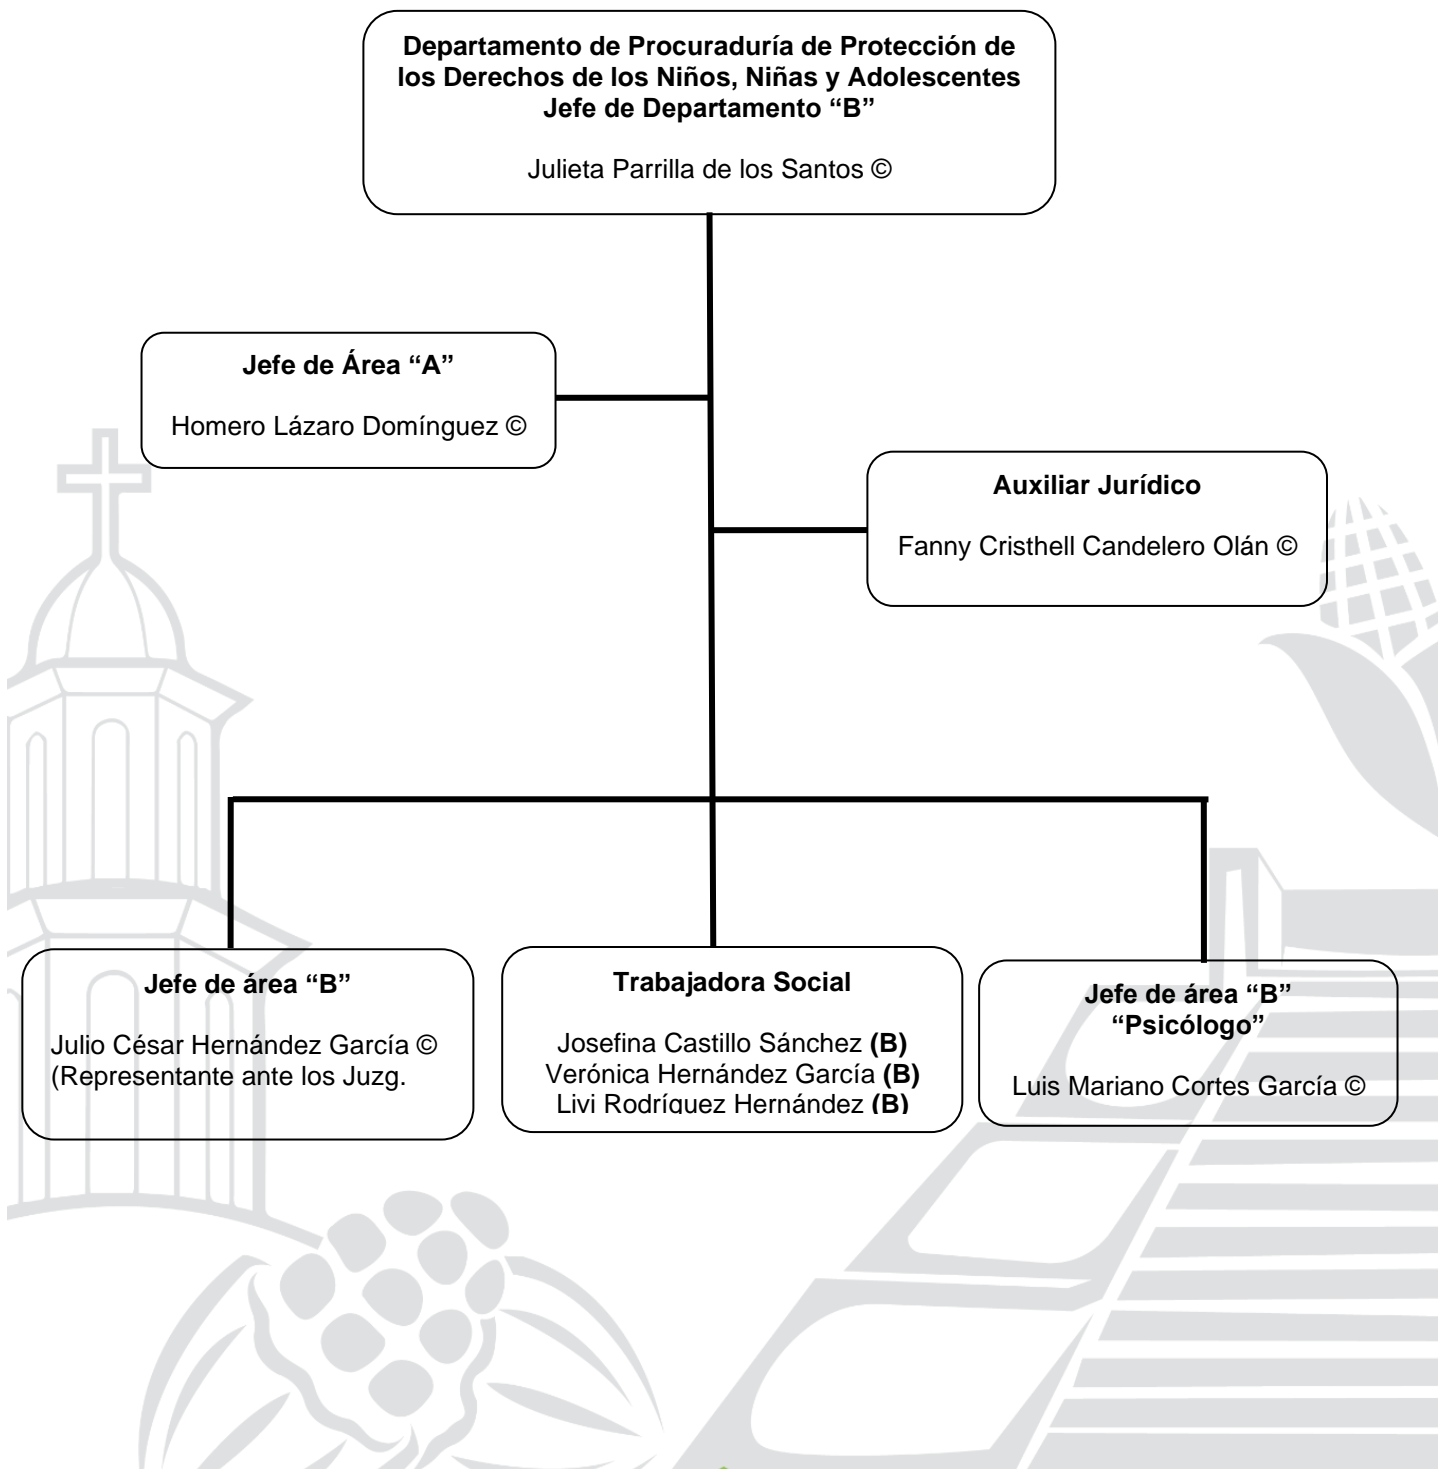 Departamento de Procuraduría de Protección de
los Derechos de los Niños, Niñas y Adolescentes
Jefe de Departamento “B”
Julieta Parrilla de los Santos ©
Jefe de Área “A”
Homero Lázaro Domínguez ©
Auxiliar Jurídico
Fanny Cristhell Candelero Olán ©
Jefe de área “B”
Julio César Hernández García ©
(Representante ante los Juzg.
Trabajadora Social
Josefina Castillo Sánchez (B)
Verónica Hernández García (B)
Livi Rodríguez Hernández (B)
Jefe de área “B”
“Psicólogo”
Luis Mariano Cortes García ©